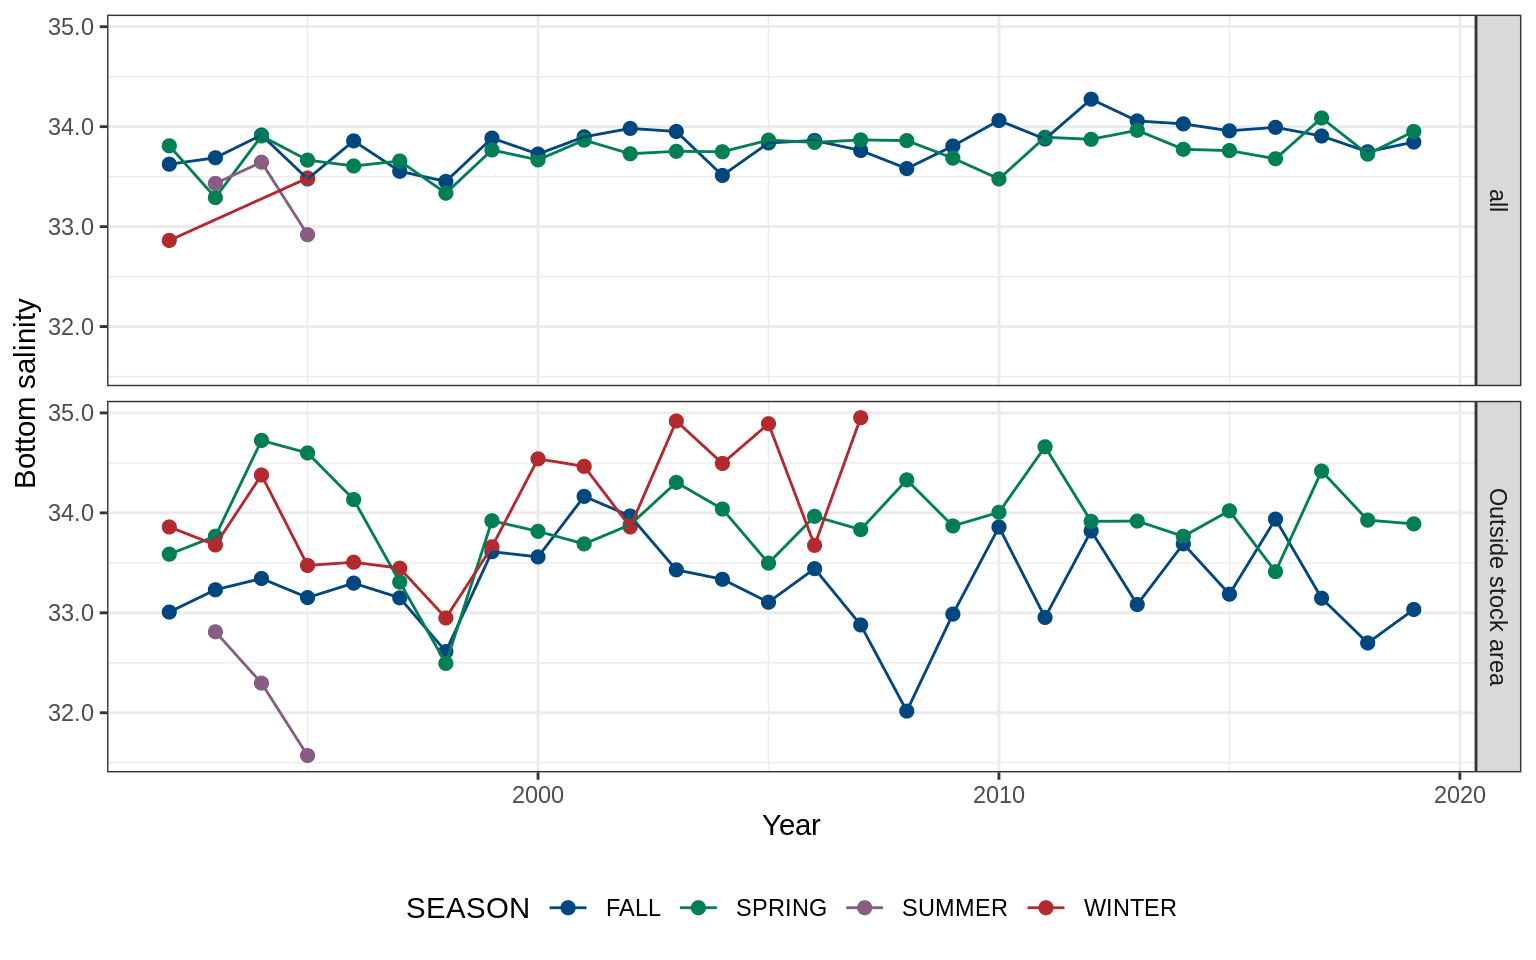 35.0
34.0
33.0
32.0
all
Bottom salinity
35.0
34.0
33.0
32.0
Outside stock area
2000 2010 2020
Year
SEASON FALL SPRING SUMMER WINTER